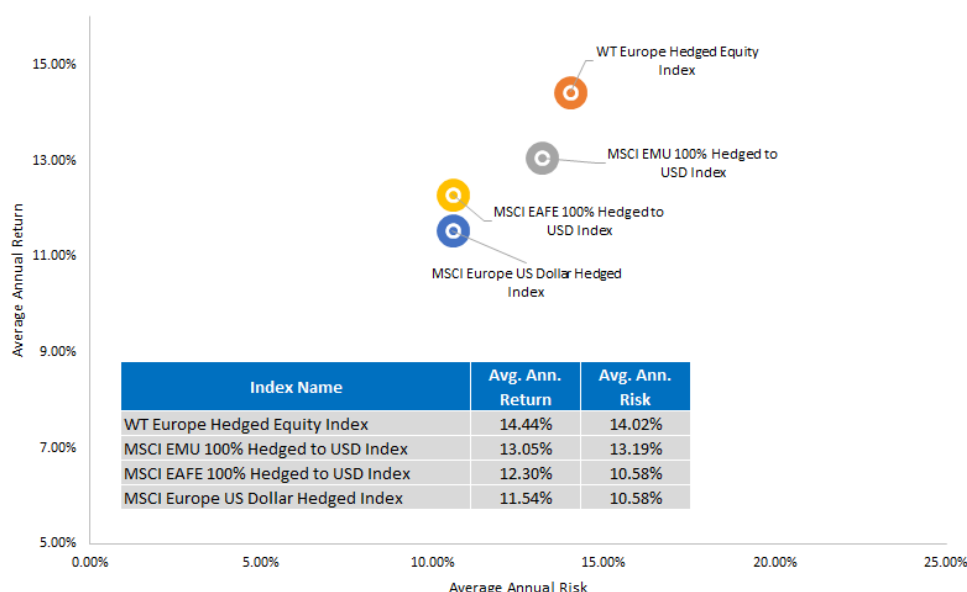 15.00%
13.00%
11.00%
9.00%
7.00%
5.00%
Average Annual Return
WT Europe Hedged Equity
Index
MSCI EMU 100% Hedged to
USD Index
MSCI EAFE 100% Hedged to
USD Index
MSCI Europe US Dollar Hedged
Index
Index Name
Avg. Ann.
Return
Avg. Ann.
Risk
WT Europe Hedged Equity Index 14.44% 14.02%
MSCI EMU 100% Hedged to USD Index 13.05% 13.19%
MSCI EAFE 100% Hedged to USD Index 12.30% 10.58%
MSCI Europe US Dollar Hedged Index 11.54% 10.58%
0.00% 5.00% 10.00% 15.00% 20.00% 25.00%
Average Annual Risk